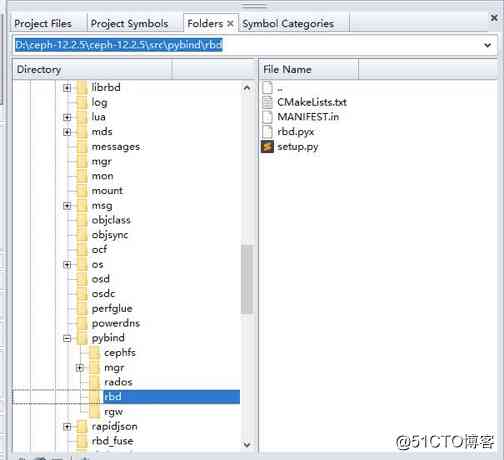 Project Files
Project Symbols
Folders
Symbol Categories
D:\ceph-12.2.5\ceph-12.2.5\src\pybind\rbd
Directory
librbd
log
lua
mds
messages
mgr
mon
mount
msg
objclass
objsync
ocf
os
osd
osdc
perfglue
powerdns
pybind
cephfs
mgr
rados
rbd
rgw
rapidjson
rbd_fuse
File Name
..
CMakeLists.txt
MANIFEST.in
rbd.pyx
setup.py
@51CTO博客